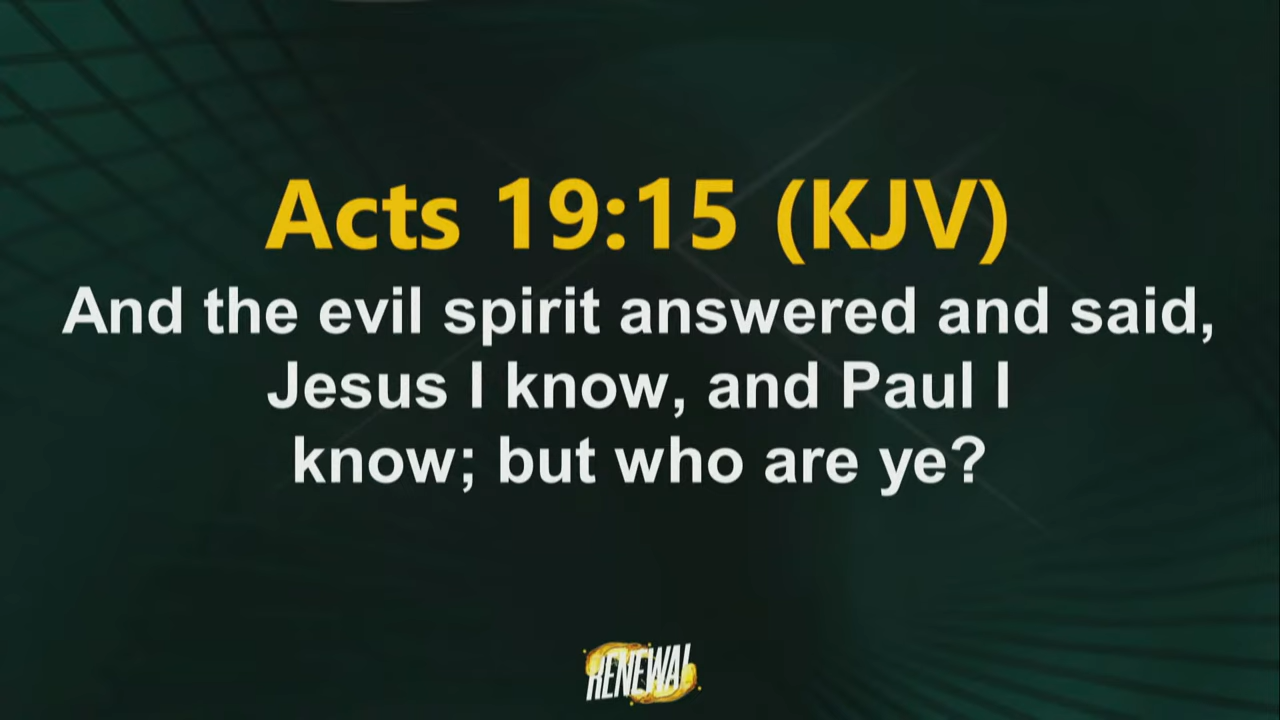 Acts 19:15 (KJV)
And the evil spirit answered and said,
Jesus I know, and Paul I
know; but who are ye?
RENEWAL